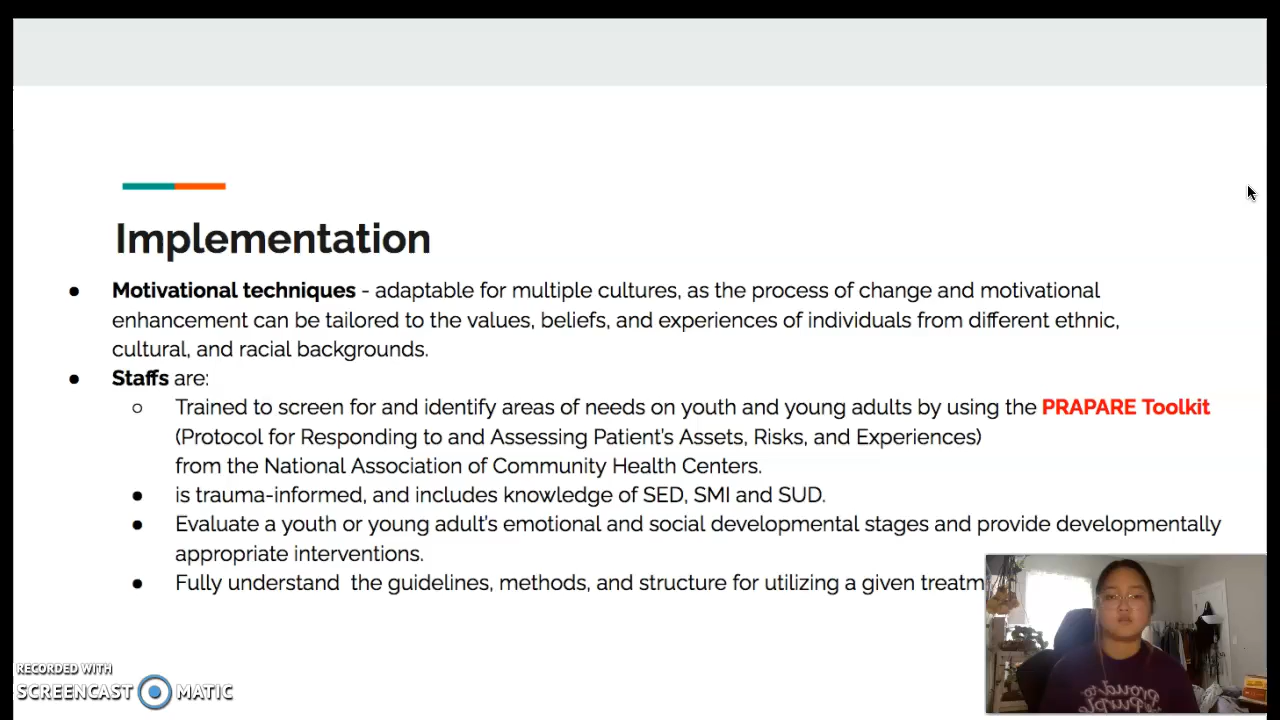 Implementation
● Motivational techniques - adaptable for multiple cultures, as the process of change and motivational
enhancement can be tailored to the values, beliefs, and experiences of individuals from different ethnic,
cultural, and racial backgrounds.
● Staffs are:
○ Trained to screen for and identify areas of needs on youth and young adults by using the PRAPARE Toolkit
(Protocol for Responding to and Assessing Patient's Assets, Risks, and Experiences)
from the National Association of Community Health Centers.
● is trauma-informed, and includes knowledge of SED, SMI and SUD.
● Evaluate a youth or young adult's emotional and social developmental stages and provide developmentally
appropriate interventions.
● Fully understand the guidelines, methods, and structure for utilizing a given treatm
RECORDED WITH
SCREENCAST MATIC
Proud to
Purple